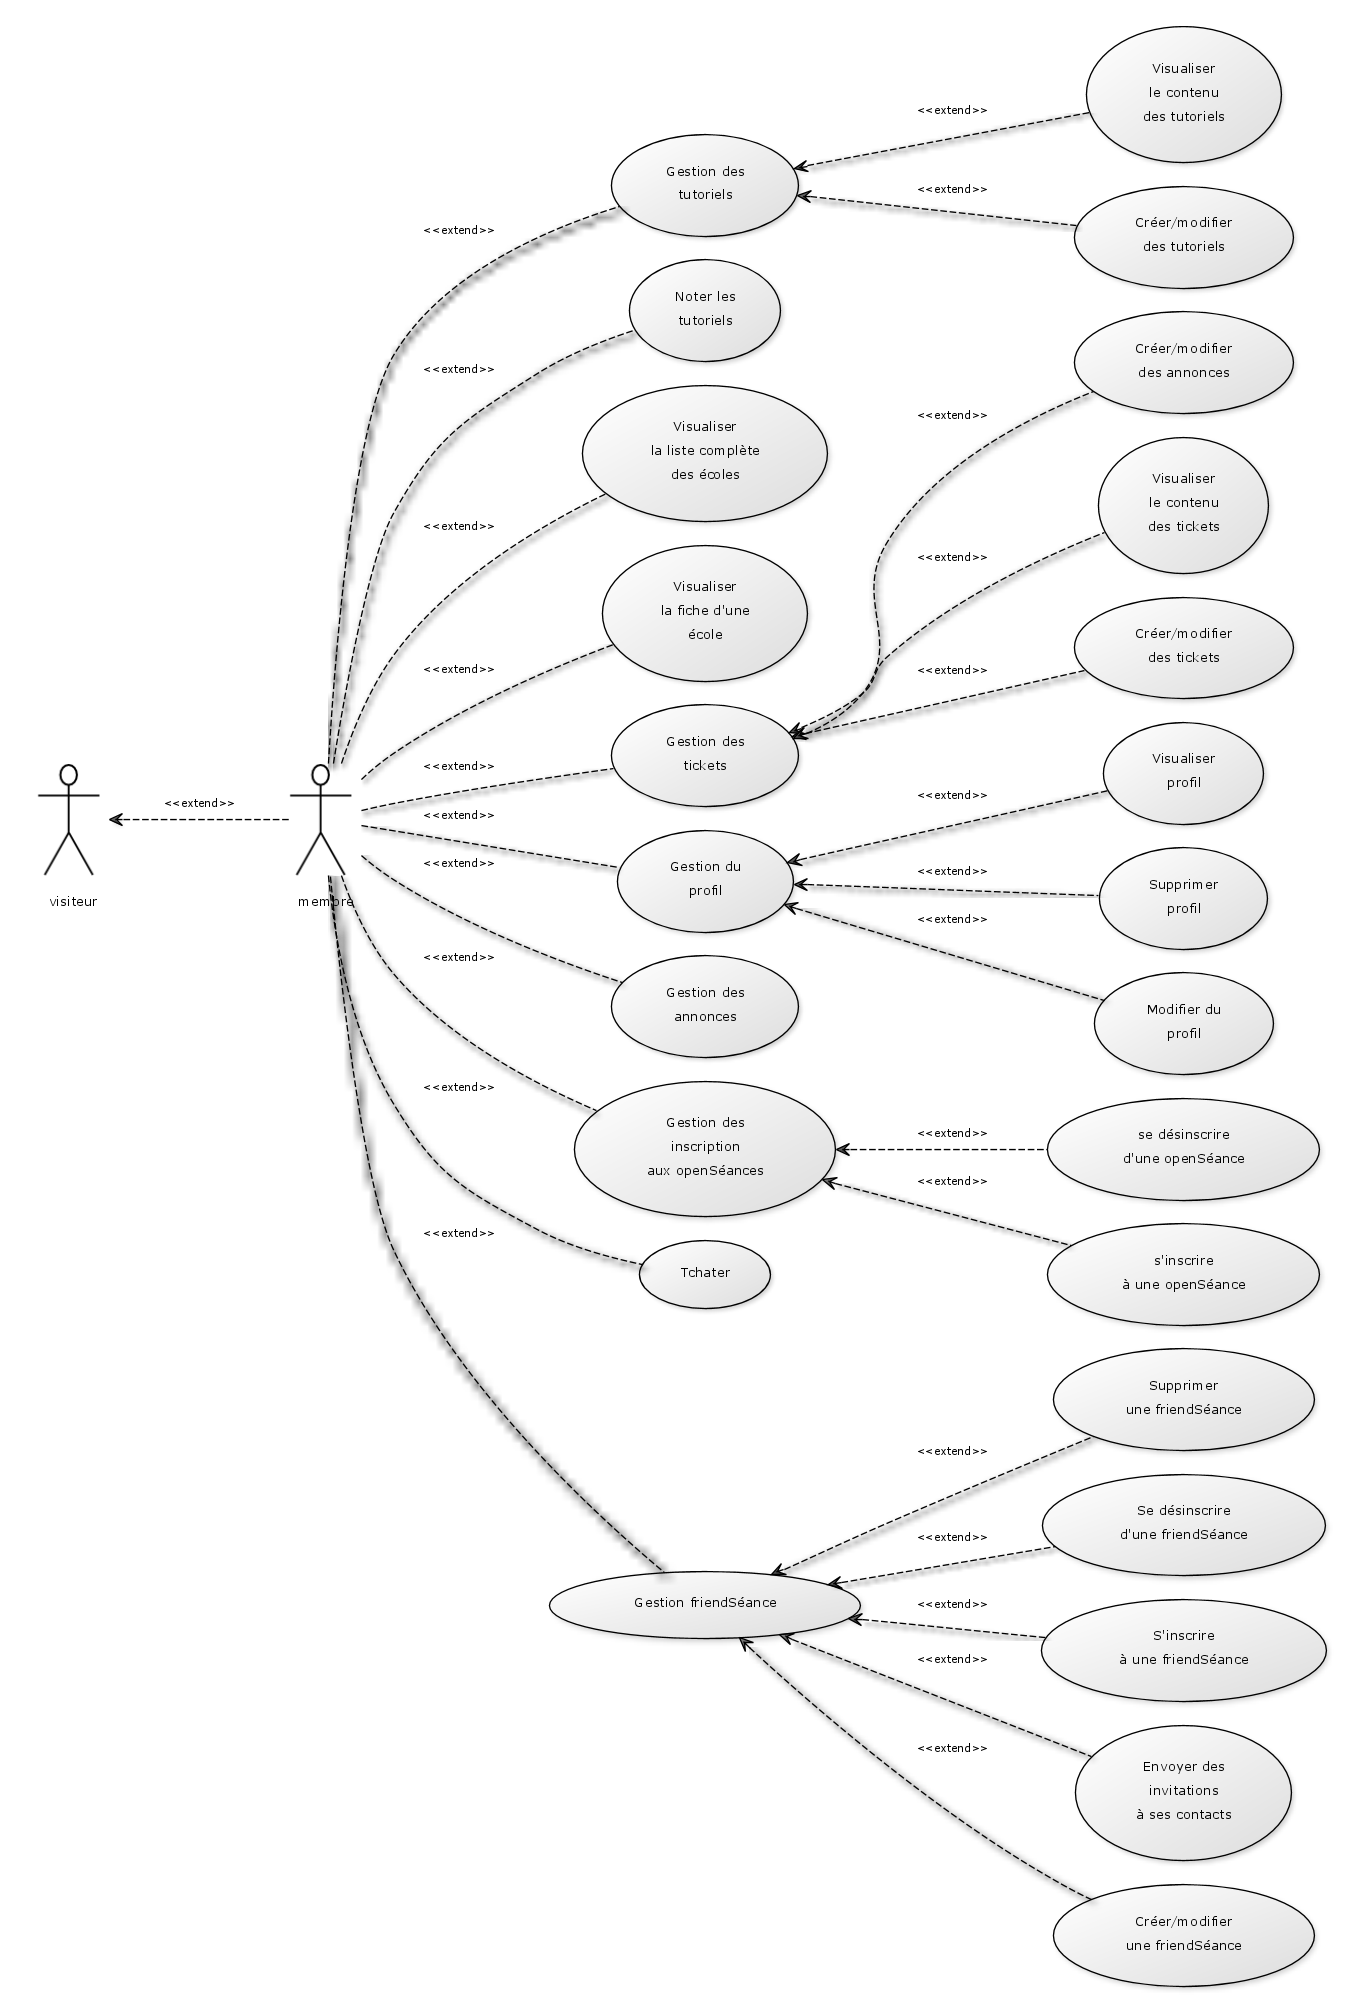 Visualiser
le contenu
des tutoriels
<<extend>>
Gestion des
tutoriels
<<extend>>
Créer/modifier
des tutoriels
<<extend>>
Noter les
tutoriels
Créer/modifier
des annonces
<<extend>>
<<extend>>
Visualiser
la liste complète
des écoles
Visualiser
le contenu
des tickets
<<extend>>
<<extend>>
Visualiser
la fiche d'une
école
Créer/modifier
des tickets
<<extend>>
<<extend>>
Gestion des
tickets
<<extend>>
Visualiser
profil
<<extend>>
<<extend>>
<<extend>>
<<extend>>
Gestion du
profil
<<extend>>
Supprimer
profil
visiteur
membre
<<extend>>
<<extend>>
Gestion des
annonces
Modifier du
profil
<<extend>>
Gestion des
inscription
aux openSéances
<<extend>>
se désinscrire
d'une openSéance
<<extend>>
<<extend>>
Tchater
s'inscrire
à une openSéance
Supprimer
une friendSéance
<<extend>>
Se désinscrire
d'une friendSéance
<<extend>>
Gestion friendSéance
<<extend>>
S'inscrire
à une friendSéance
<<extend>>
<<extend>>
Envoyer des
invitations
à ses contacts
Créer/modifier
une friendSéance